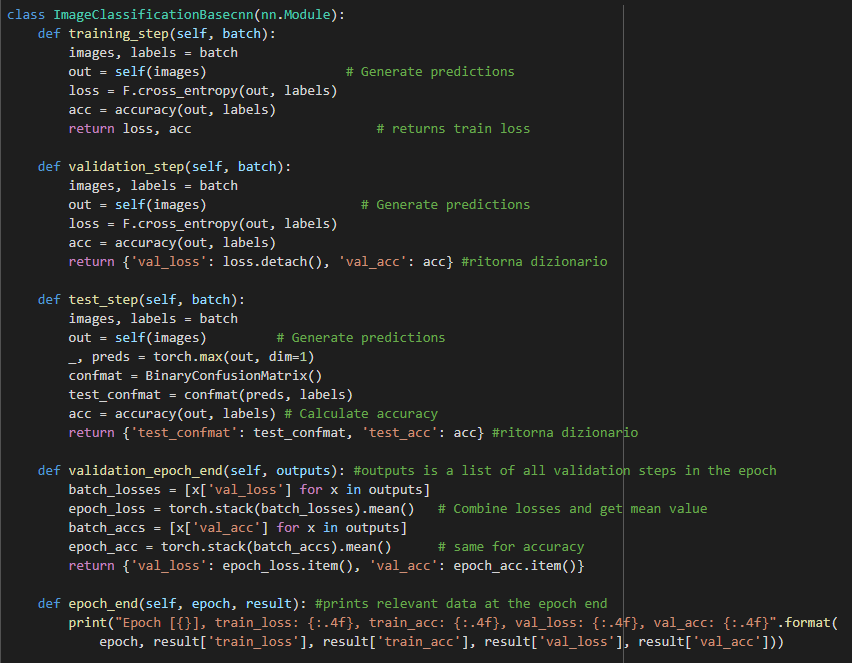 class ImageClassificationBasecnn(nn.Module):
    def training_step(self, batch):
        images, labels = batch
        out = self(images)                  # Generate predictions
        loss = F.cross_entropy(out, labels)
        acc = accuracy(out, labels)
        return loss, acc                        # returns train loss

    def validation_step(self, batch):
        images, labels = batch
        out = self(images)                    # Generate predictions
        loss = F.cross_entropy(out, labels)
        acc = accuracy(out, labels)
        return {'val_loss': loss.detach(), 'val_acc': acc} #ritorna dizionario

    def test_step(self, batch):
        images, labels = batch
        out = self(images)         # Generate predictions
        _, preds = torch.max(out, dim=1)
        confmat = BinaryConfusionMatrix()
        test_confmat = confmat(preds, labels)
        acc = accuracy(out, labels) # Calculate accuracy
        return {'test_confmat': test_confmat, 'test_acc': acc} #ritorna dizionario

    def validation_epoch_end(self, outputs): #outputs is a list of all validation steps in the epoch
        batch_losses = [x['val_loss'] for x in outputs]
        epoch_loss = torch.stack(batch_losses).mean()   # Combine losses and get mean value
        batch_accs = [x['val_acc'] for x in outputs]
        epoch_acc = torch.stack(batch_accs).mean()      # same for accuracy
        return {'val_loss': epoch_loss.item(), 'val_acc': epoch_acc.item()}

    def epoch_end(self, epoch, result): #prints relevant data at the epoch end
        print("Epoch [{}], train_loss: {:.4f}, train_acc: {:.4f}, val_loss: {:.4f}, val_acc: {:.4f}".format(
            epoch, result['train_loss'], result['train_acc'], result['val_loss'], result['val_acc']))